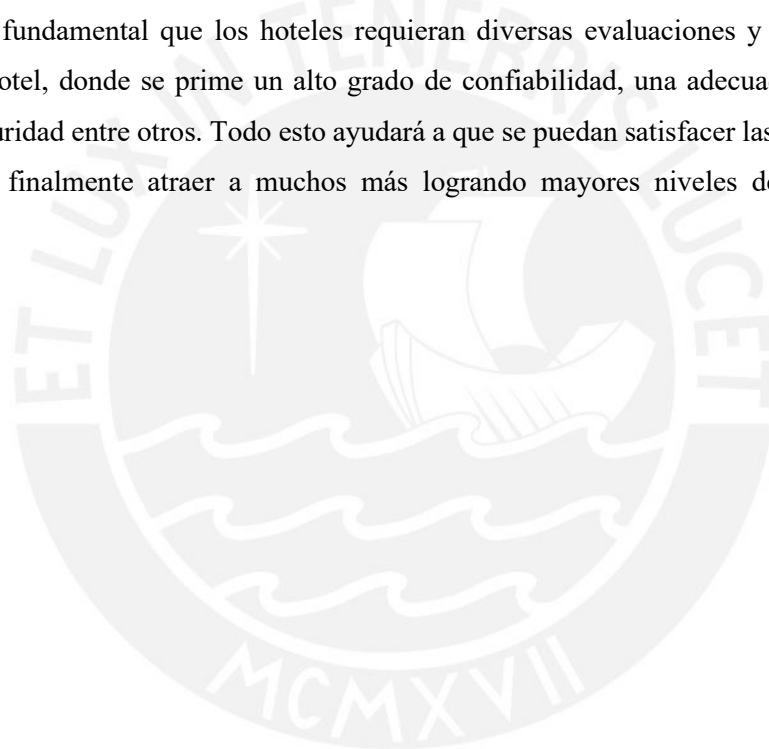 fundamental que los hoteles requieran diversas evaluaciones y
otel, donde se prime un alto grado de confiabilidad, una adecua
uridad entre otros. Todo esto ayudará a que se puedan satisfacer las
finalmente atraer a muchos más logrando mayores niveles de
ET LUX IN TENEBRIS LUCET
MCMXVII